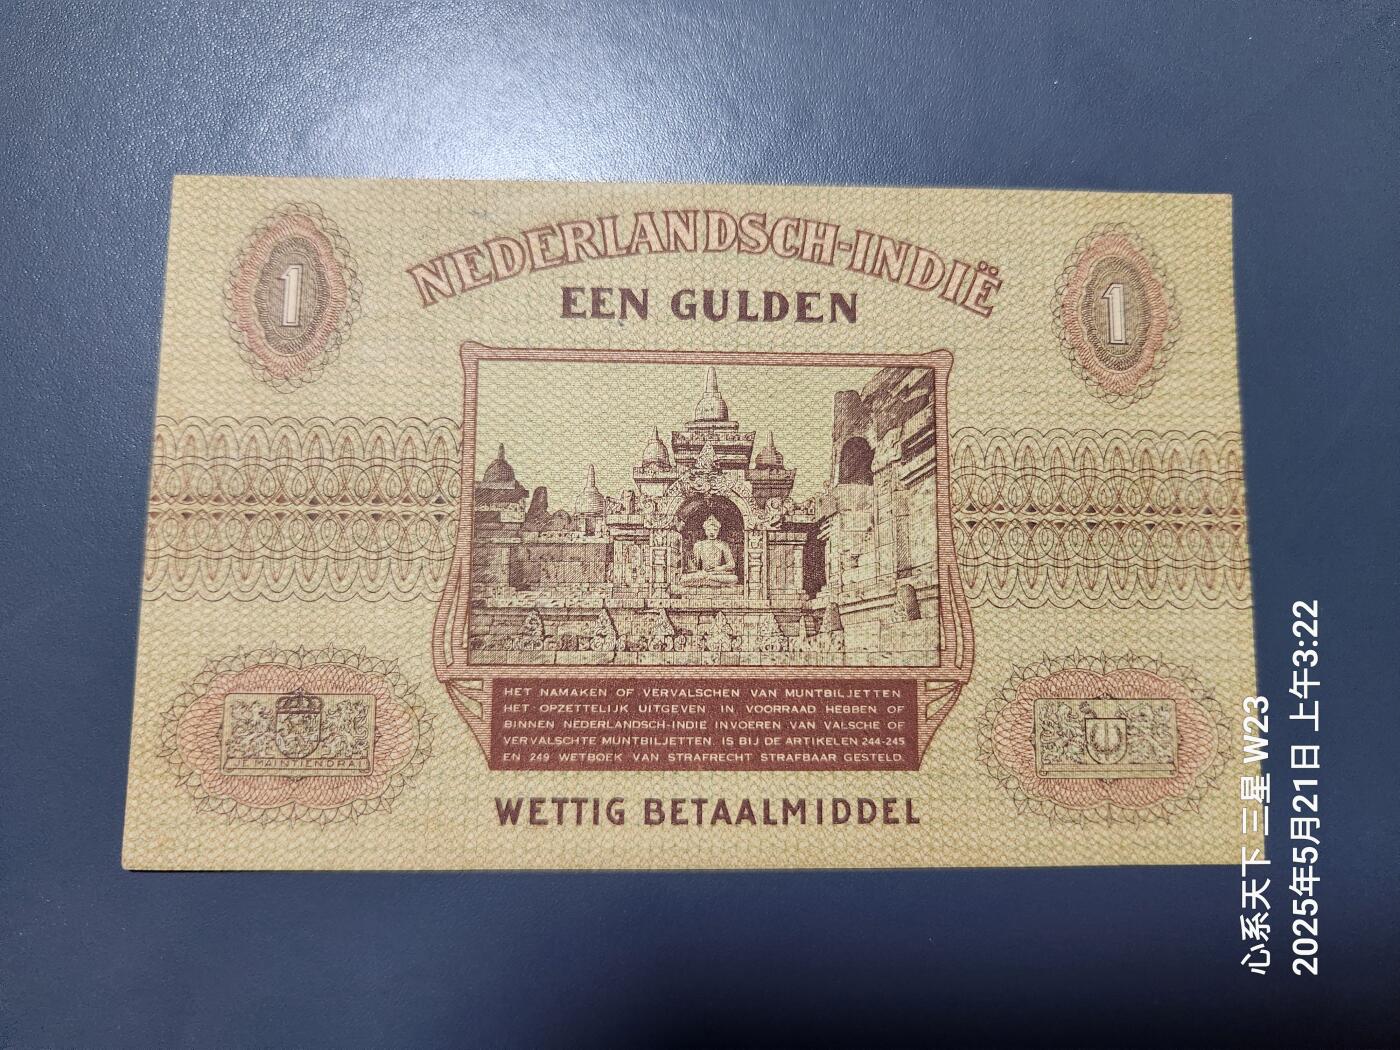 1
1
NEDERLANDSCH-INDIË
EEN GULDEN
HET NAMAKEN OF VERVALSCHEN VAN MUNTBILJETTEN
HET OPZETTELIJK UITGEVEN IN VOORRAAD HEBBEN OF
BINNEN NEDERLANDSCH-INDIE INVOEREN VAN VALSCHE OF
VERVALSCHTE MUNTBILJETTEN IS BIJ DE ARTIKELEN 244-245
EN 249 WETBOEK VAN STRAFRECHT STRAFBAAR GESTELD.
JE MAINTIENDRAI
WETTIG BETAALMIDDEL
心系天下 三星 W23
2025年5月21日 上午3:22